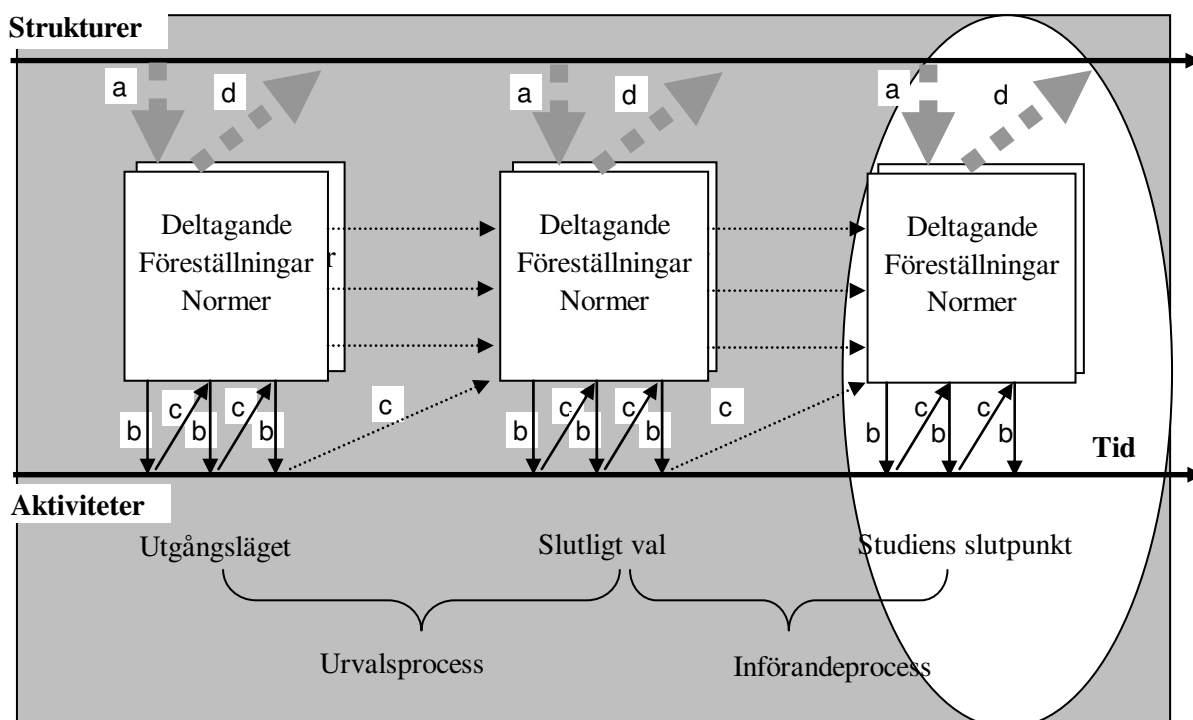 Strukturer
a
d
a
d
a
d
Deltagande
Föreställningar
Normer
r
Deltagande
Föreställningar
Normer
Deltagande
Föreställningar
Normer
b
c
b
c
b
c
b
c
b
c
b
c
b
c
b
c
b
Tid
Aktiviteter
Utgångsläget
Slutligt val
Studiens slutpunkt
Urvalsprocess
Införandeprocess